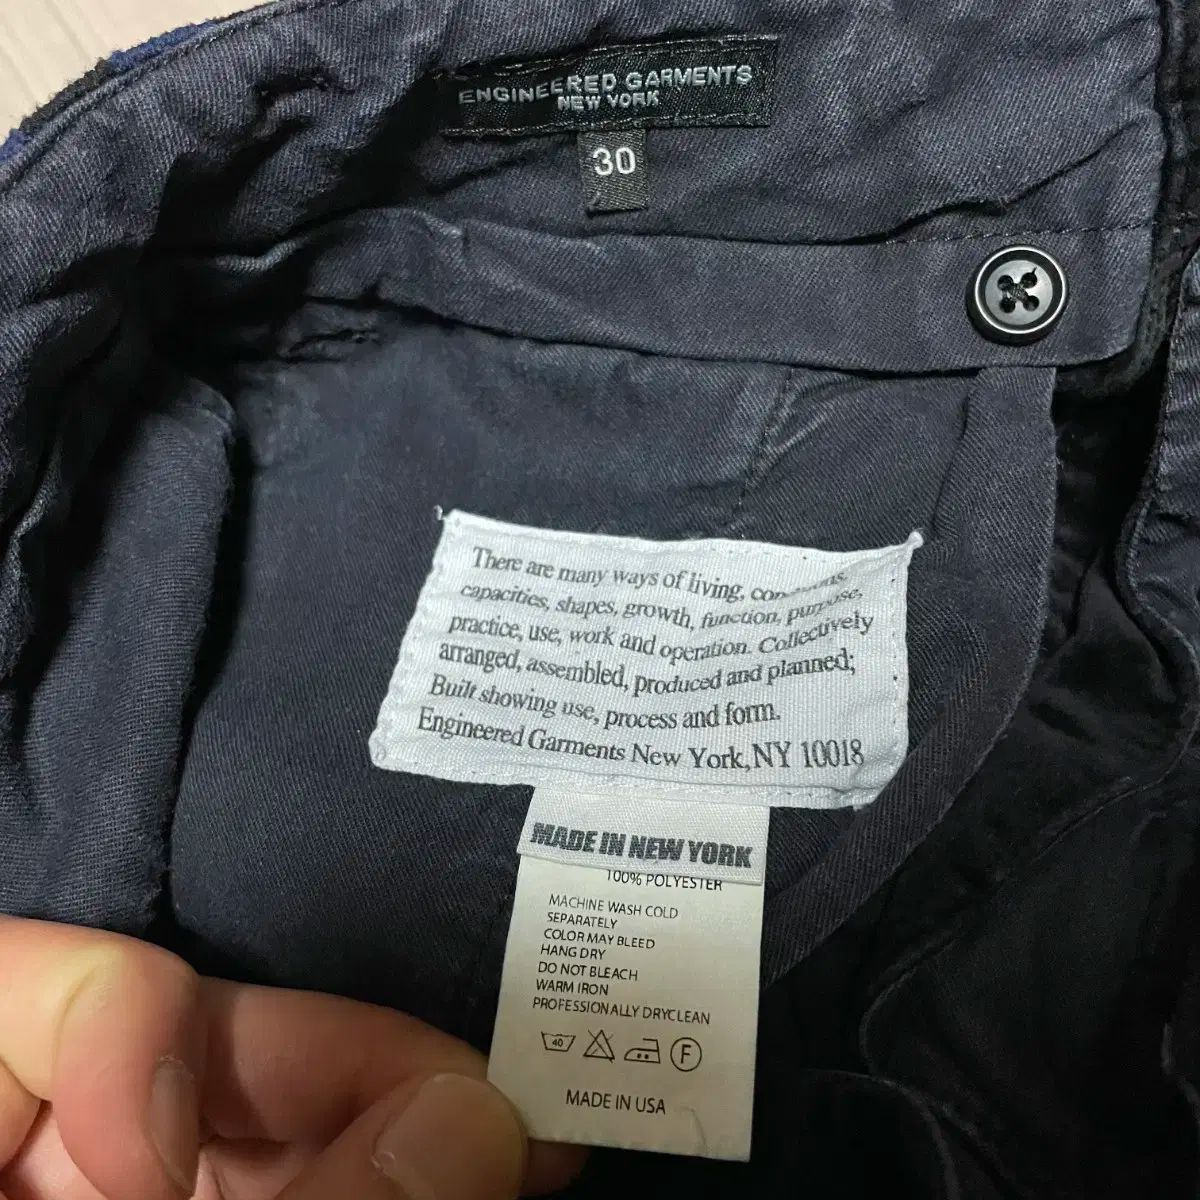 ENGINEERED GARMENTS
NEW YORK
30
There are many ways of living,
capacities, shapes, growth, function, purpose,
practice, use, work and operation. Collectively
arranged, assembled, produced and planned;
Built showing use, process and form.
Engineered Garments New York, NY 10018
MADE IN NEW YORK
100% POLYESTER
MACHINE WASH COLD
SEPARATELY
COLOR MAY BLEED
HANG DRY
DO NOT BLEACH
WARM IRON
PROFESSIONALLY DRYCLEAN
40
F
MADE IN USA